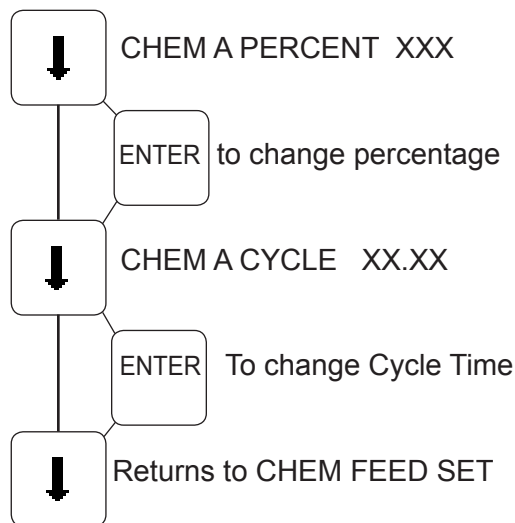 CHEM A PERCENT XXX
ENTER to change percentage
CHEM A CYCLE XX.XX
ENTER To change Cycle Time
Returns to CHEM FEED SET